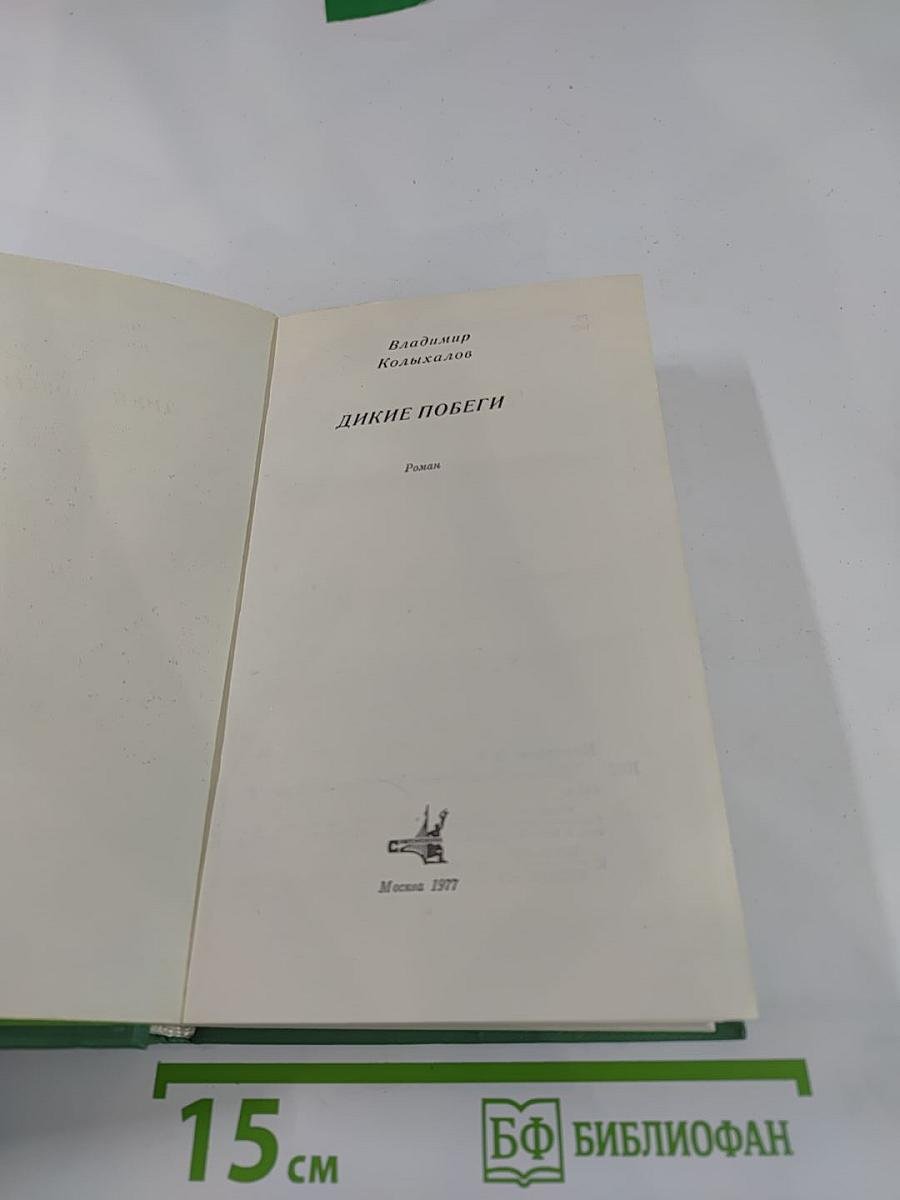 Владимир
Колыхалов
ДИКИЕ ПОБЕГИ
Роман
Москва 1977
15 см
БФ БИБЛИОФАН